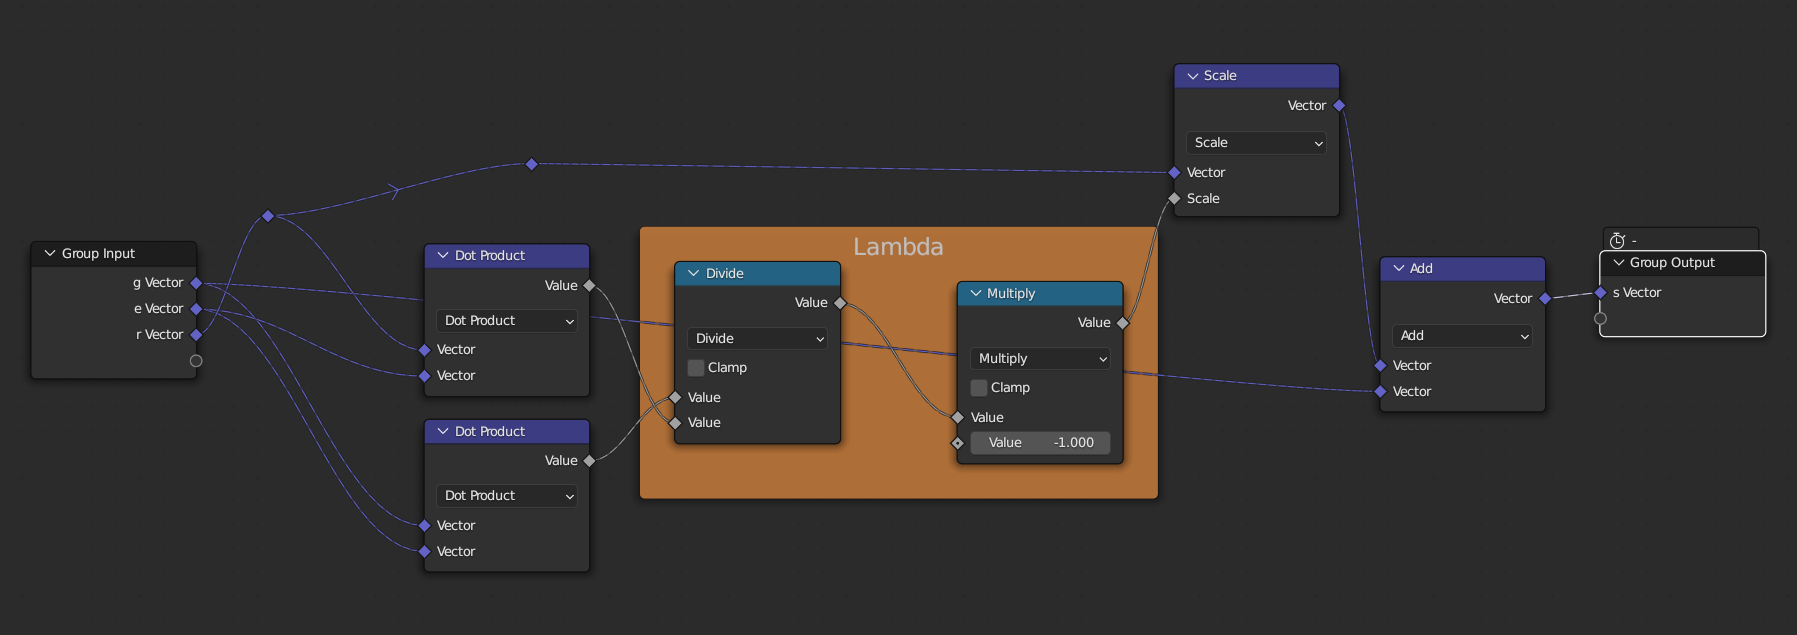 Group Input
g Vector
e Vector
r Vector
Dot Product
Value
Dot Product
Vector
Vector
Dot Product
Value
Dot Product
Vector
Vector
Lambda
Divide
Value
Divide
Clamp
Value
Value
Multiply
Value
Multiply
Clamp
Value
Value -1.000
Scale
Vector
Scale
Vector
Scale
Add
Vector
Add
Vector
Vector
-
Group Output
s Vector